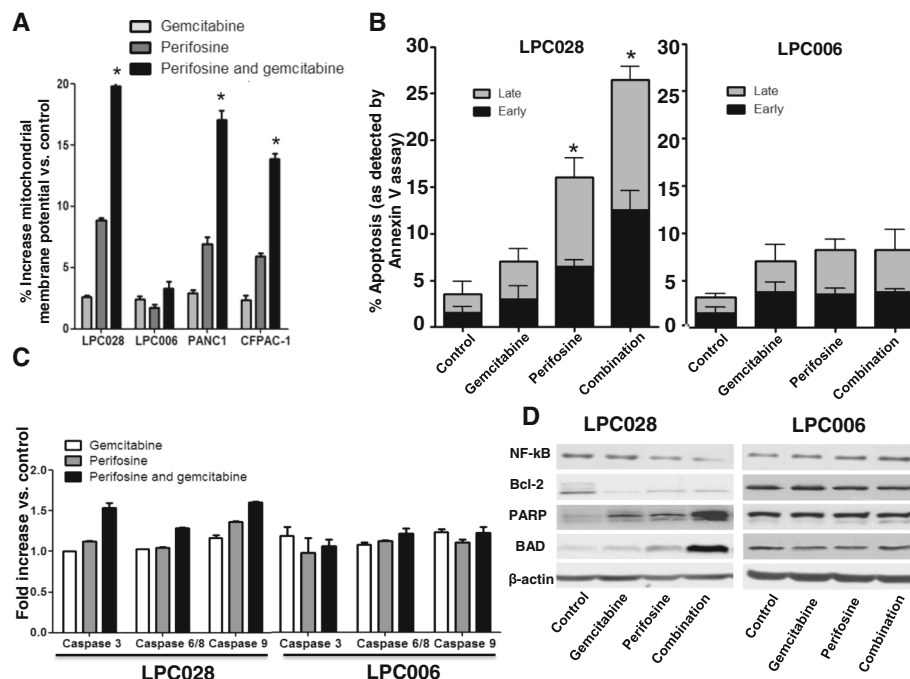 A
Gemcitabine
Perifosine
Perifosine and gemcitabine
% Increase mitochondrial
membrane potential vs. control
20
15
10
5
0
*
*
*
LPC028 LPC006 PANC1 CFPAC-1
B
LPC028
% Apoptosis (as detected by
Annexin V assay)
30
25
20
15
10
5
0
Late
Early
*
*
Control
Gemcitabine
Perifosine
Combination
LPC006
30
25
20
15
10
5
0
Late
Early
Control
Gemcitabine
Perifosine
Combination
C
Gemcitabine
Perifosine
Perifosine and gemcitabine
Fold increase vs. control
2.0
1.5
1.0
0.5
0.0
Caspase 3 Caspase 6/8 Caspase 9 Caspase 3 Caspase 6/8 Caspase 9
LPC028 LPC006
D
LPC028 LPC006
NF-kB
Bcl-2
PARP
BAD
β-actin
Control
Gemcitabine
Perifosine
Combination
Control
Gemcitabine
Perifosine
Combination